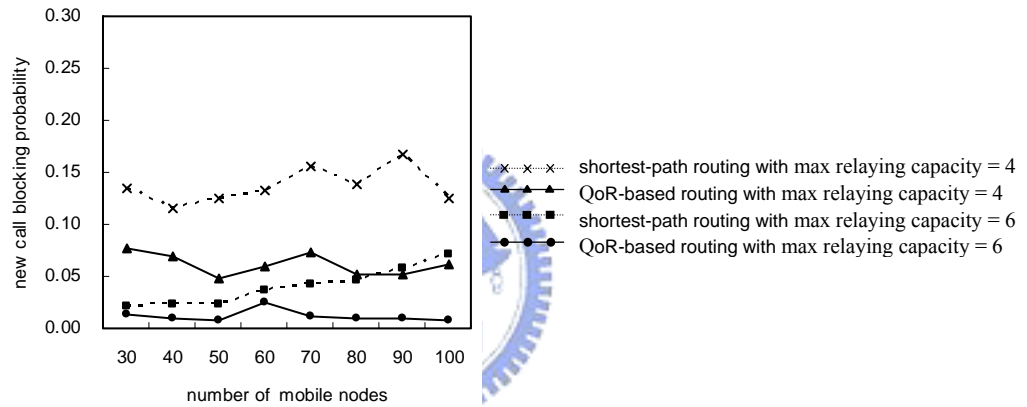 0.30
0.25
0.20
0.15
0.10
0.05
0.00
new call blocking probability
30 40 50 60 70 80 90 100
number of mobile nodes
shortest-path routing with max relaying capacity = 4
QoR-based routing with max relaying capacity = 4
shortest-path routing with max relaying capacity = 6
QoR-based routing with max relaying capacity = 6